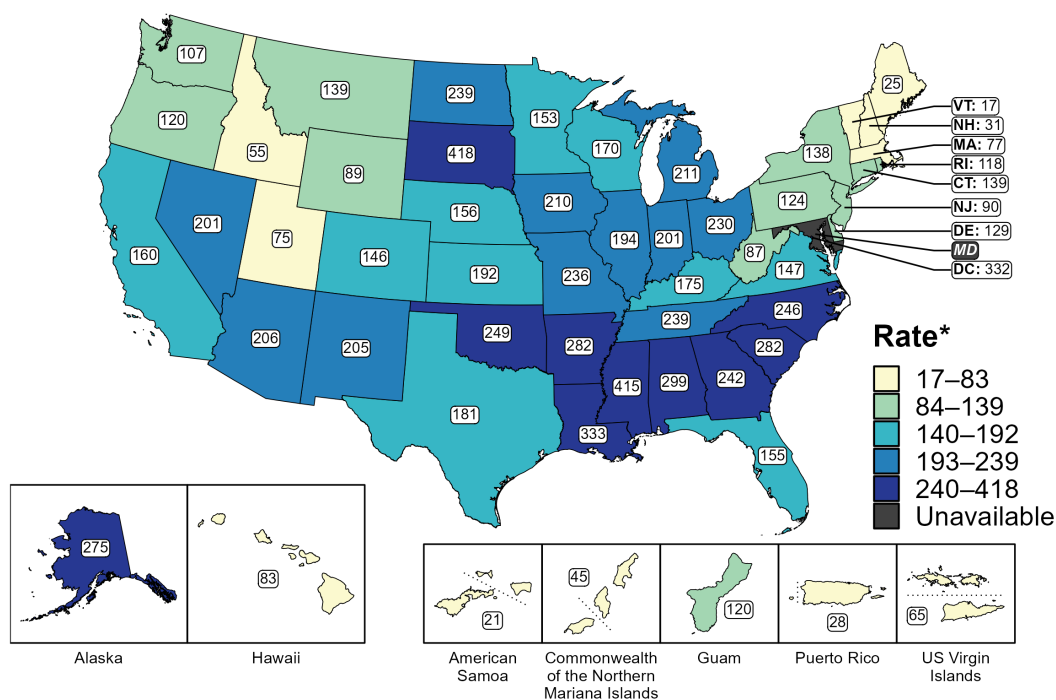 107
139
239
153
25
VT: 17
NH: 31
MA: 77
RI: 118
CT: 139
NJ: 90
DE: 129
MD
DC: 332
120
55
89
418
170
211
138
124
201
75
146
156
210
194
201
230
87
147
160
192
236
175
206
205
249
282
239
246
282
181
333
415
299
242
155
Rate*
17–83
84–139
140–192
193–239
240–418
Unavailable
275
83
21
45
120
28
65
Alaska
Hawaii
American
Samoa
Commonwealth
of the Northern
Mariana Islands
Guam
Puerto Rico
US Virgin
Islands